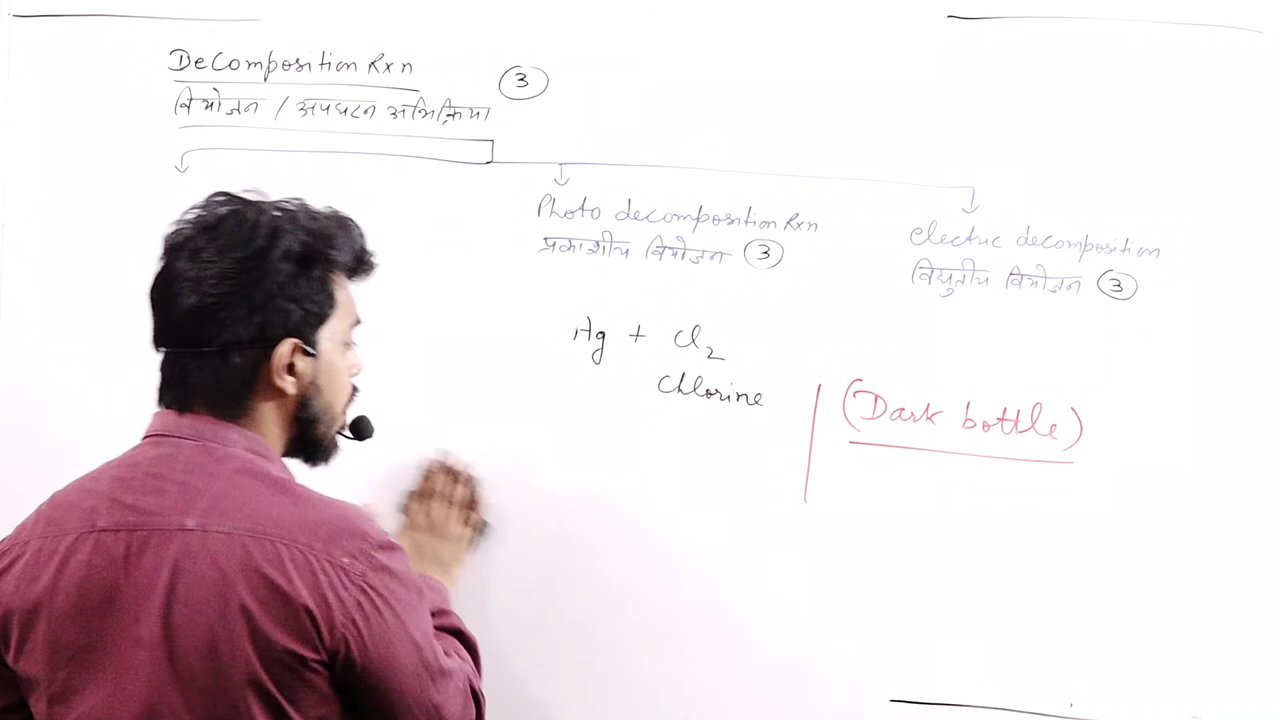 Decomposition Rxn
3
वियोजन / अपघटन अभिक्रिया
Photo decomposition Rxn
प्रकाशीय वियोजन 3
electric decomposition
विद्युतीय वियोजन 3
Ag + Cl2
Chlorine
(Dark bottle)